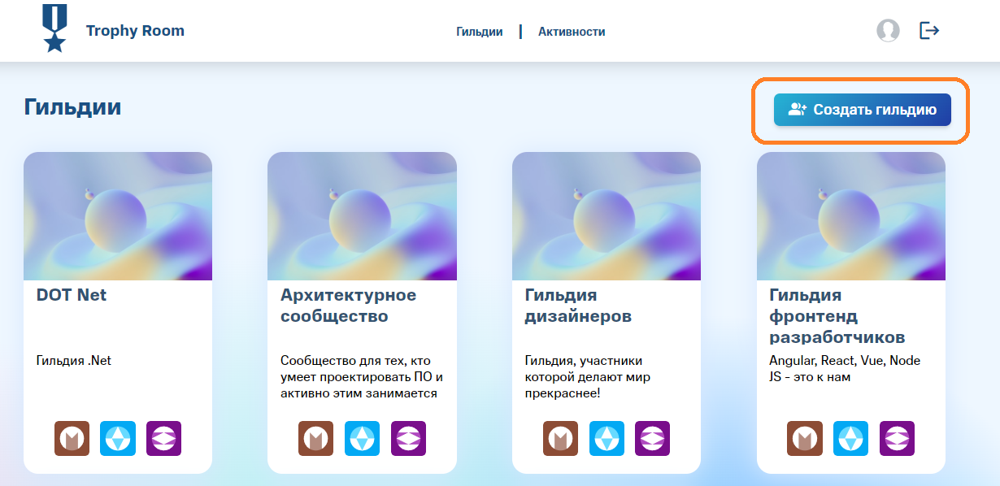 Trophy Room
Гильдии | Активности
Гильдии
Создать гильдию
DOT Net
Гильдия .Net
Архитектурное
сообщество
Сообщество для тех, кто
умеет проектировать ПО и
активно этим занимается
Гильдия
дизайнеров
Гильдия, участники
которой делают мир
прекраснее!
Гильдия
фронтенд
разработчиков
Angular, React, Vue, Node
JS - это к нам